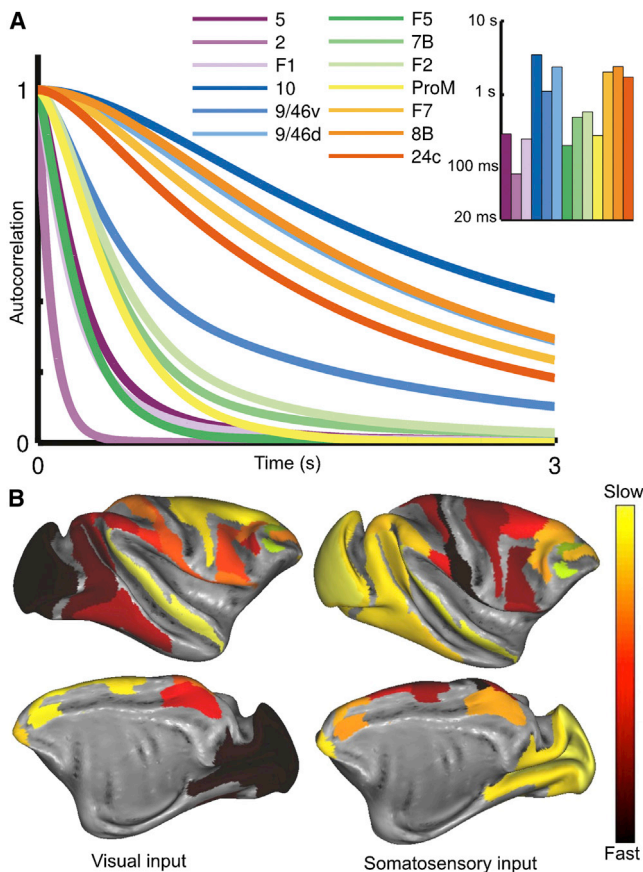 A
5
2
F1
10
9/46v
9/46d
F5
7B
F2
ProM
F7
8B
24c
10 s
1 s
100 ms
20 ms
1
Autocorrelation
0
0
Time (s)
3
B
Slow
Fast
Visual input
Somatosensory input